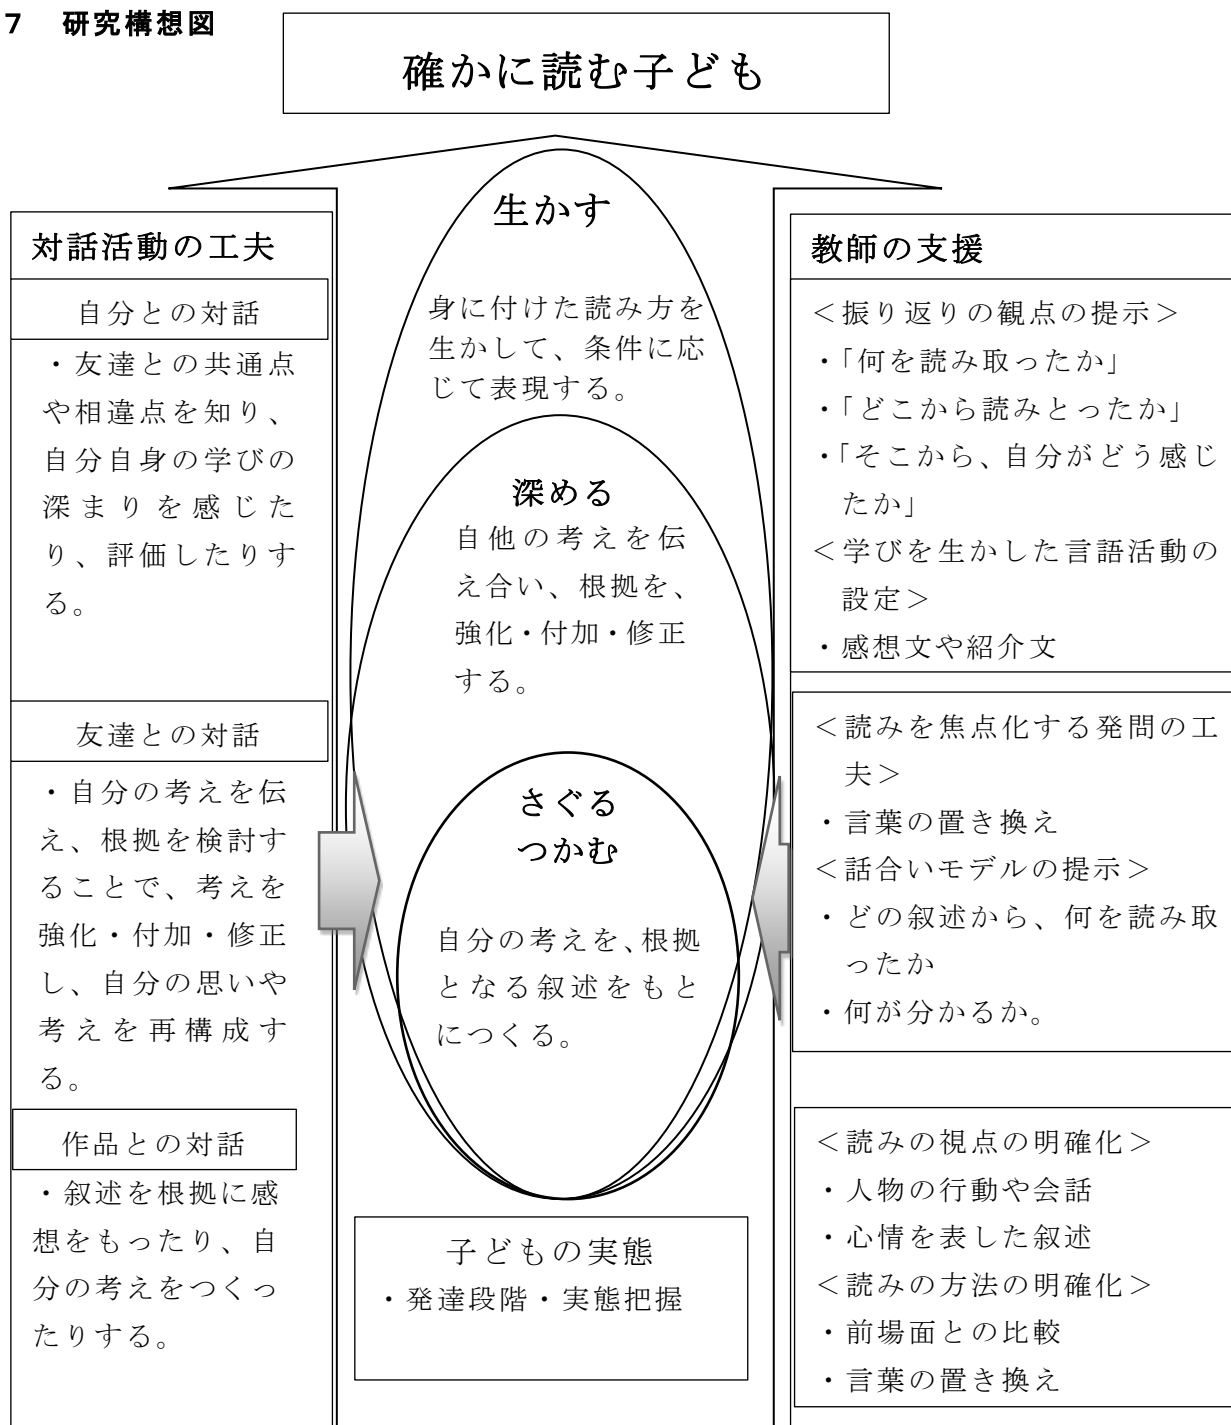 7　研究構想図
確かに読む子ども
対話活動の工夫
自分との対話
・友達との共通点
や相違点を知り、
自分自身の学びの
深まりを感じた
り、評価したりす
る。
友達との対話
・自分の考えを伝
え、根拠を検討す
ることで、考えを
強化・付加・修正
し、自分の思いや
考えを再構成す
る。
作品との対話
・叙述を根拠に感
想をもったり、自
分の考えをつくっ
たりする。
生かす
身に付けた読み方を
生かして、条件に応
じて表現する。
深める
自他の考えを伝
え合い、根拠を、
強化・付加・修正
する。
さぐる
つかむ
自分の考えを、根拠
となる叙述をもと
につくる。
子どもの実態
・発達段階・実態把握
教師の支援
＜振り返りの観点の提示＞
・「何を読み取ったか」
・「どこから読みとったか」
・「そこから、自分がどう感じ
たか」
＜学びを生かした言語活動の
設定＞
・感想文や紹介文
＜読みを焦点化する発問の工
夫＞
・言葉の置き換え
＜話合いモデルの提示＞
・どの叙述から、何を読み取
ったか
・何が分かるか。
＜読みの視点の明確化＞
・人物の行動や会話
・心情を表した叙述
＜読みの方法の明確化＞
・前場面との比較
・言葉の置き換え